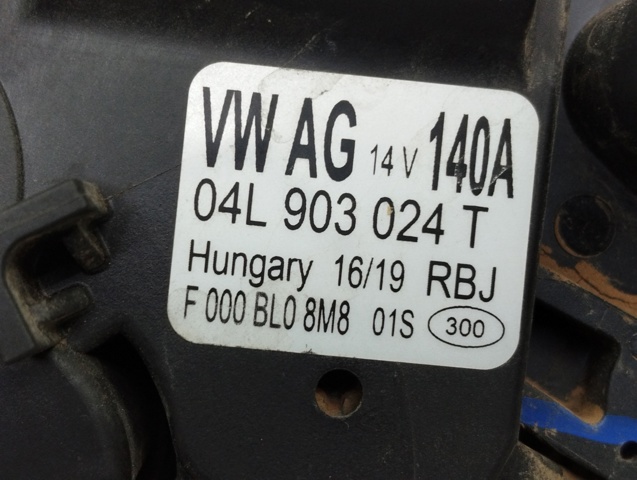 VW AG 14 V 140A
04L 903 024 T
Hungary 16/19 RBJ
F 000 BL0 8M8 01S 300